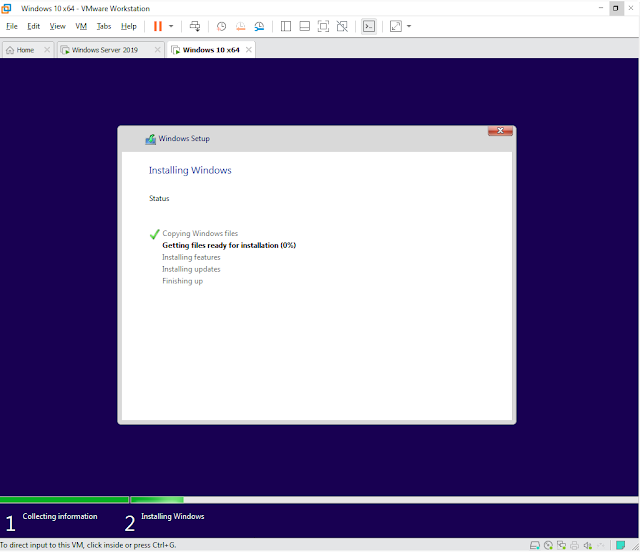 Windows 10 x64 - VMware Workstation
File Edit View VM Tabs Help
Home Windows Server 2019 Windows 10 x64
Windows Setup
Installing Windows
Status
Copying Windows files
Getting files ready for installation (0%)
Installing features
Installing updates
Finishing up
1 Collecting information 2 Installing Windows
To direct input to this VM, click inside or press Ctrl+G.